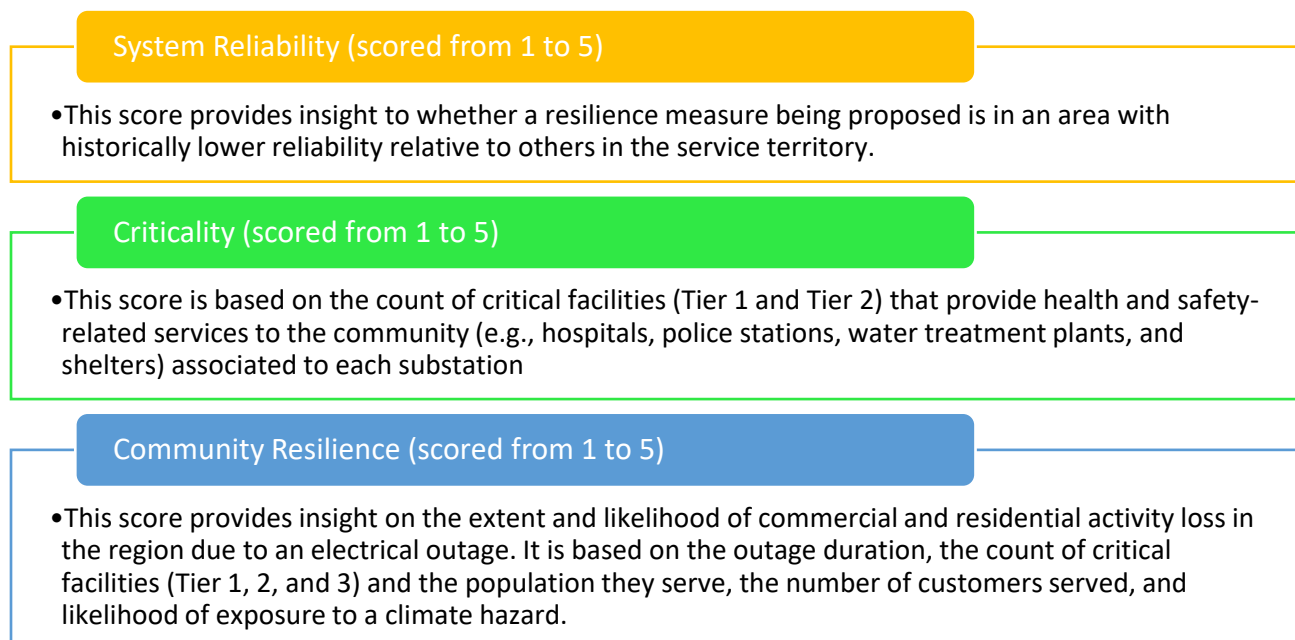 System Reliability (scored from 1 to 5)
•This score provides insight to whether a resilience measure being proposed is in an area with
historically lower reliability relative to others in the service territory.
Criticality (scored from 1 to 5)
•This score is based on the count of critical facilities (Tier 1 and Tier 2) that provide health and safety-
related services to the community (e.g., hospitals, police stations, water treatment plants, and
shelters) associated to each substation
Community Resilience (scored from 1 to 5)
•This score provides insight on the extent and likelihood of commercial and residential activity loss in
the region due to an electrical outage. It is based on the outage duration, the count of critical
facilities (Tier 1, 2, and 3) and the population they serve, the number of customers served, and
likelihood of exposure to a climate hazard.